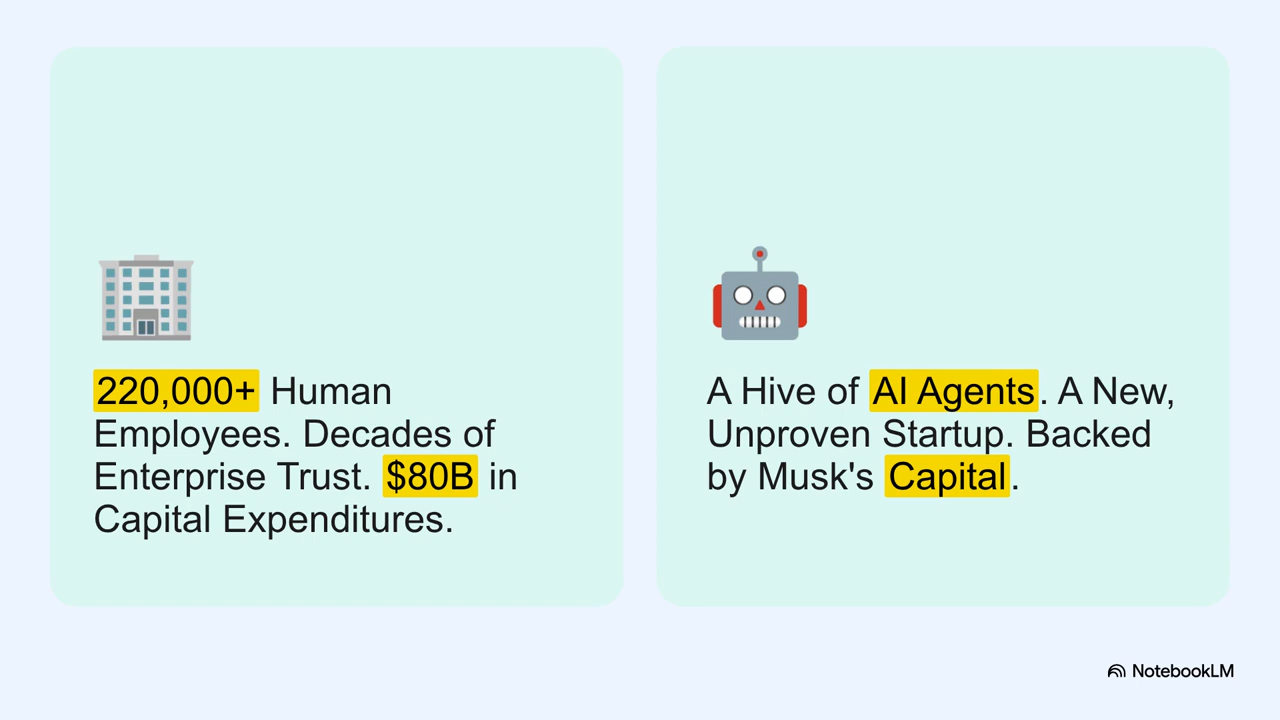 220,000+ Human
Employees. Decades of
Enterprise Trust. $80B in
Capital Expenditures.
A Hive of AI Agents. A New,
Unproven Startup. Backed
by Musk's Capital.
NotebookLM